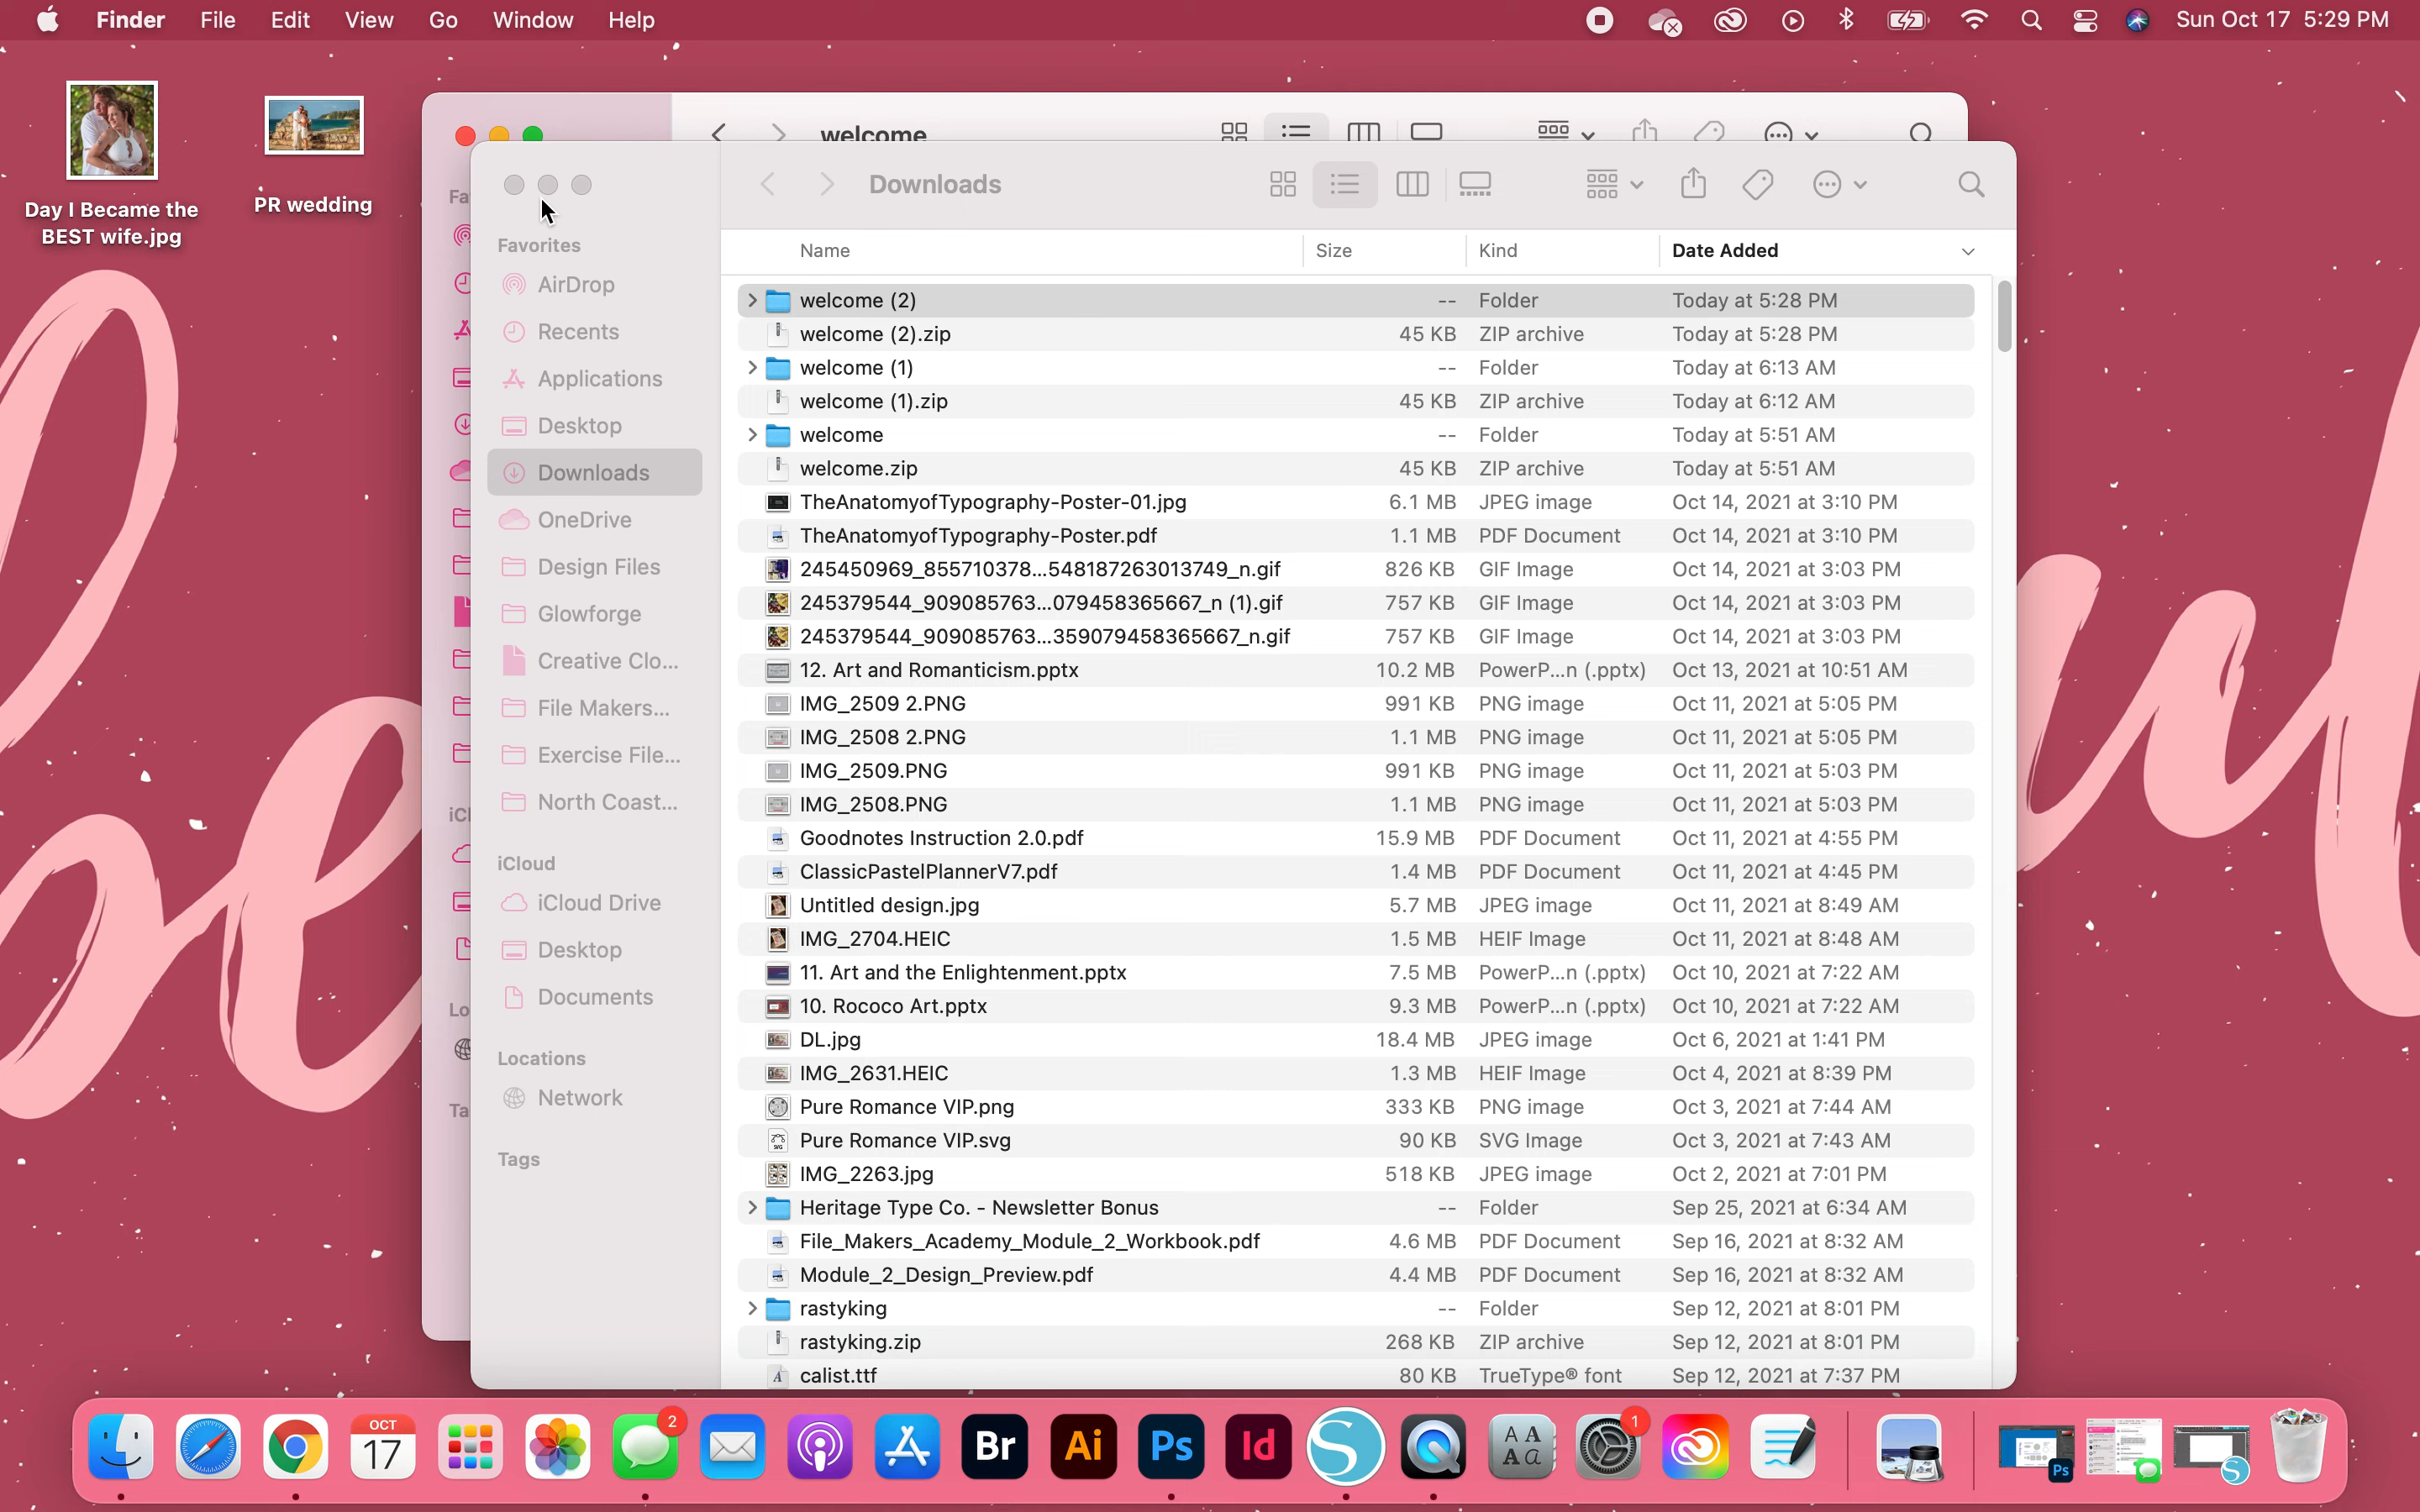 Finder File Edit View Go Window Help Sun Oct 17 5:29 PM
Day I Became the
BEST wife.jpg
PR wedding
welcome
Fa
iCl
Lo
Ta
Downloads
Favorites
AirDrop
Recents
Applications
Desktop
Downloads
OneDrive
Design Files
Glowforge
Creative Clo...
File Makers...
Exercise File...
North Coast...
iCloud
iCloud Drive
Desktop
Documents
Locations
Network
Tags
Name Size Kind Date Added
welcome (2) -- Folder Today at 5:28 PM
welcome (2).zip 45 KB ZIP archive Today at 5:28 PM
welcome (1) -- Folder Today at 6:13 AM
welcome (1).zip 45 KB ZIP archive Today at 6:12 AM
welcome -- Folder Today at 5:51 AM
welcome.zip 45 KB ZIP archive Today at 5:51 AM
TheAnatomyofTypography-Poster-01.jpg 6.1 MB JPEG image Oct 14, 2021 at 3:10 PM
TheAnatomyofTypography-Poster.pdf 1.1 MB PDF Document Oct 14, 2021 at 3:10 PM
245450969_855710378...548187263013749_n.gif 826 KB GIF Image Oct 14, 2021 at 3:03 PM
245379544_909085763...079458365667_n (1).gif 757 KB GIF Image Oct 14, 2021 at 3:03 PM
245379544_909085763...359079458365667_n.gif 757 KB GIF Image Oct 14, 2021 at 3:03 PM
12. Art and Romanticism.pptx 10.2 MB PowerP...n (.pptx) Oct 13, 2021 at 10:51 AM
IMG_2509 2.PNG 991 KB PNG image Oct 11, 2021 at 5:05 PM
IMG_2508 2.PNG 1.1 MB PNG image Oct 11, 2021 at 5:05 PM
IMG_2509.PNG 991 KB PNG image Oct 11, 2021 at 5:03 PM
IMG_2508.PNG 1.1 MB PNG image Oct 11, 2021 at 5:03 PM
Goodnotes Instruction 2.0.pdf 15.9 MB PDF Document Oct 11, 2021 at 4:55 PM
ClassicPastelPlannerV7.pdf 1.4 MB PDF Document Oct 11, 2021 at 4:45 PM
Untitled design.jpg 5.7 MB JPEG image Oct 11, 2021 at 8:49 AM
IMG_2704.HEIC 1.5 MB HEIF Image Oct 11, 2021 at 8:48 AM
11. Art and the Enlightenment.pptx 7.5 MB PowerP...n (.pptx) Oct 10, 2021 at 7:22 AM
10. Rococo Art.pptx 9.3 MB PowerP...n (.pptx) Oct 10, 2021 at 7:22 AM
DL.jpg 18.4 MB JPEG image Oct 6, 2021 at 1:41 PM
IMG_2631.HEIC 1.3 MB HEIF Image Oct 4, 2021 at 8:39 PM
Pure Romance VIP.png 333 KB PNG image Oct 3, 2021 at 7:44 AM
Pure Romance VIP.svg 90 KB SVG Image Oct 3, 2021 at 7:43 AM
IMG_2263.jpg 518 KB JPEG image Oct 2, 2021 at 7:01 PM
Heritage Type Co. - Newsletter Bonus -- Folder Sep 25, 2021 at 6:34 AM
File_Makers_Academy_Module_2_Workbook.pdf 4.6 MB PDF Document Sep 16, 2021 at 8:32 AM
Module_2_Design_Preview.pdf 4.4 MB PDF Document Sep 16, 2021 at 8:32 AM
rastyking -- Folder Sep 12, 2021 at 8:01 PM
rastyking.zip 268 KB ZIP archive Sep 12, 2021 at 8:01 PM
calist.ttf 80 KB TrueType® font Sep 12, 2021 at 7:37 PM
OCT
17
2
Br
Ai
Ps
Id
S
A A
A a
1
Ps
S